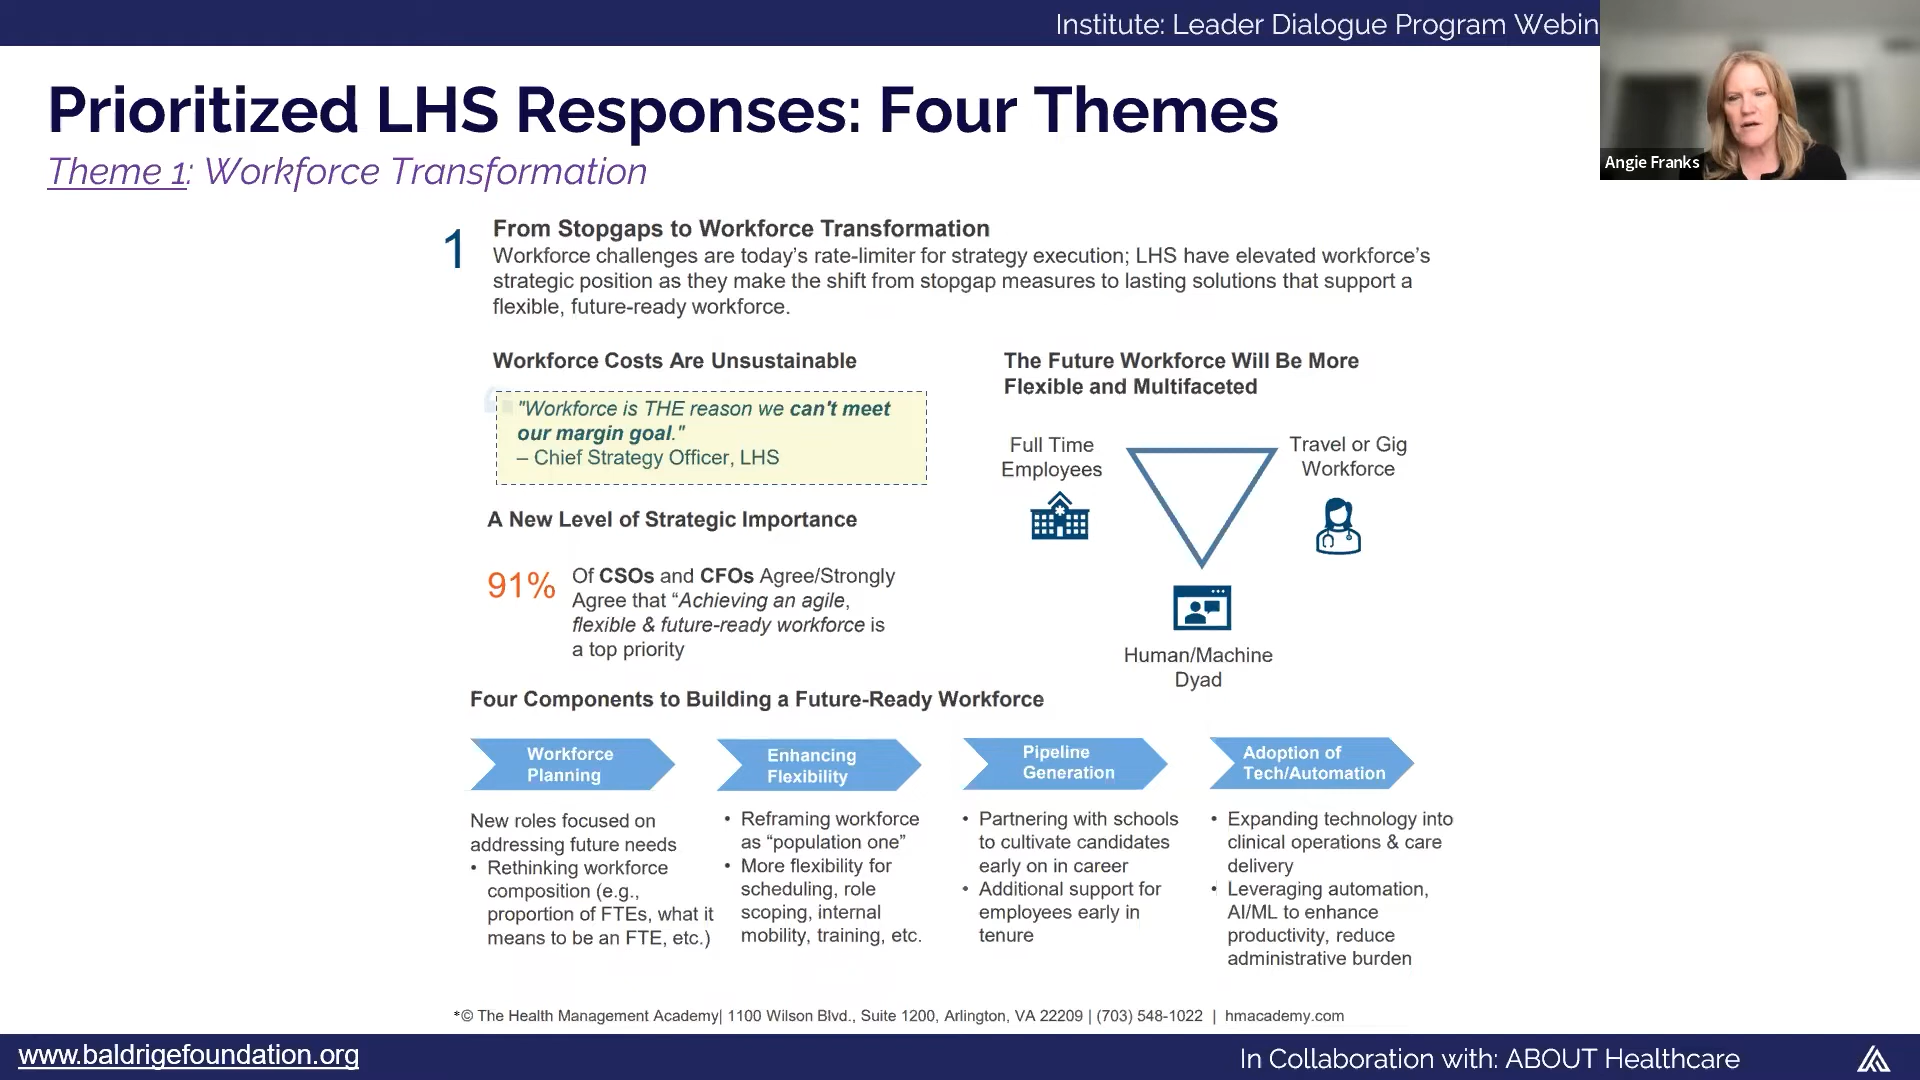 Institute: Leader Dialogue Program Webin
Angie Franks
Prioritized LHS Responses: Four Themes
Theme 1: Workforce Transformation
1
From Stopgaps to Workforce Transformation
Workforce challenges are today’s rate-limiter for strategy execution; LHS have elevated workforce’s
strategic position as they make the shift from stopgap measures to lasting solutions that support a
flexible, future-ready workforce.
Workforce Costs Are Unsustainable
"Workforce is THE reason we can't meet
our margin goal."
– Chief Strategy Officer, LHS
A New Level of Strategic Importance
91%
Of CSOs and CFOs Agree/Strongly
Agree that “Achieving an agile,
flexible & future-ready workforce is
a top priority
The Future Workforce Will Be More
Flexible and Multifaceted
Full Time
Employees
Travel or Gig
Workforce
Human/Machine
Dyad
Four Components to Building a Future-Ready Workforce
Workforce
Planning
New roles focused on
addressing future needs
• Rethinking workforce
composition (e.g.,
proportion of FTEs, what it
means to be an FTE, etc.)
Enhancing
Flexibility
• Reframing workforce
as “population one”
• More flexibility for
scheduling, role
scoping, internal
mobility, training, etc.
Pipeline
Generation
• Partnering with schools
to cultivate candidates
early on in career
• Additional support for
employees early in
tenure
Adoption of
Tech/Automation
• Expanding technology into
clinical operations & care
delivery
• Leveraging automation,
AI/ML to enhance
productivity, reduce
administrative burden
*© The Health Management Academy| 1100 Wilson Blvd., Suite 1200, Arlington, VA 22209 | (703) 548-1022 | hmacademy.com
www.baldrigefoundation.org
In Collaboration with: ABOUT Healthcare